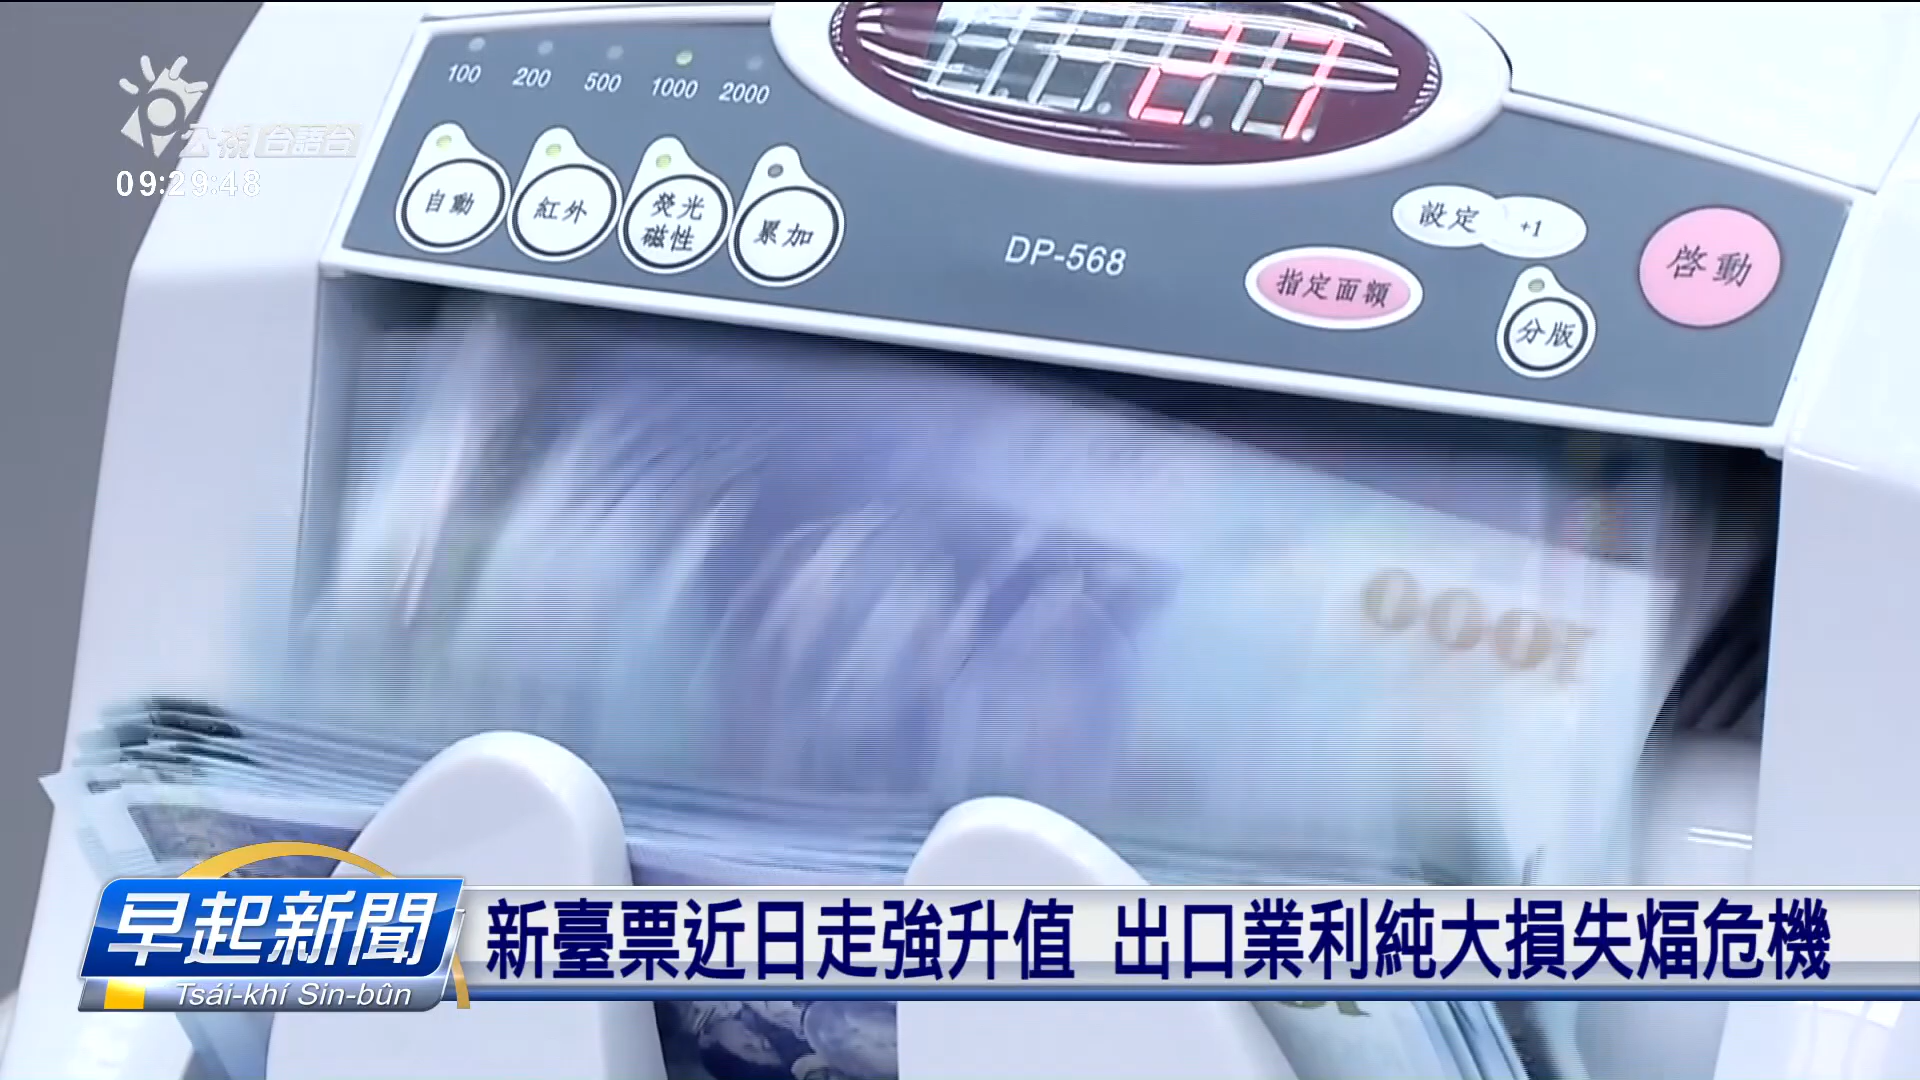 100 200 500 1000 2000
公視 台語台
09:29:48
自動 紅外 熒光磁性 累加
DP-568
設定 +1
指定面額
啓動
分版
1000
早起新聞
Tsái-khí Sin-bûn
新臺票近日走強升值 出口業利純大損失煏危機